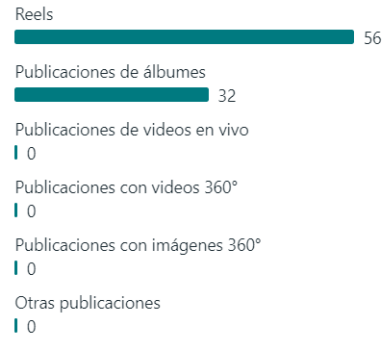 Reels
56
Publicaciones de álbumes
32
Publicaciones de videos en vivo
0
Publicaciones con videos 360°
0
Publicaciones con imágenes 360°
0
Otras publicaciones
0